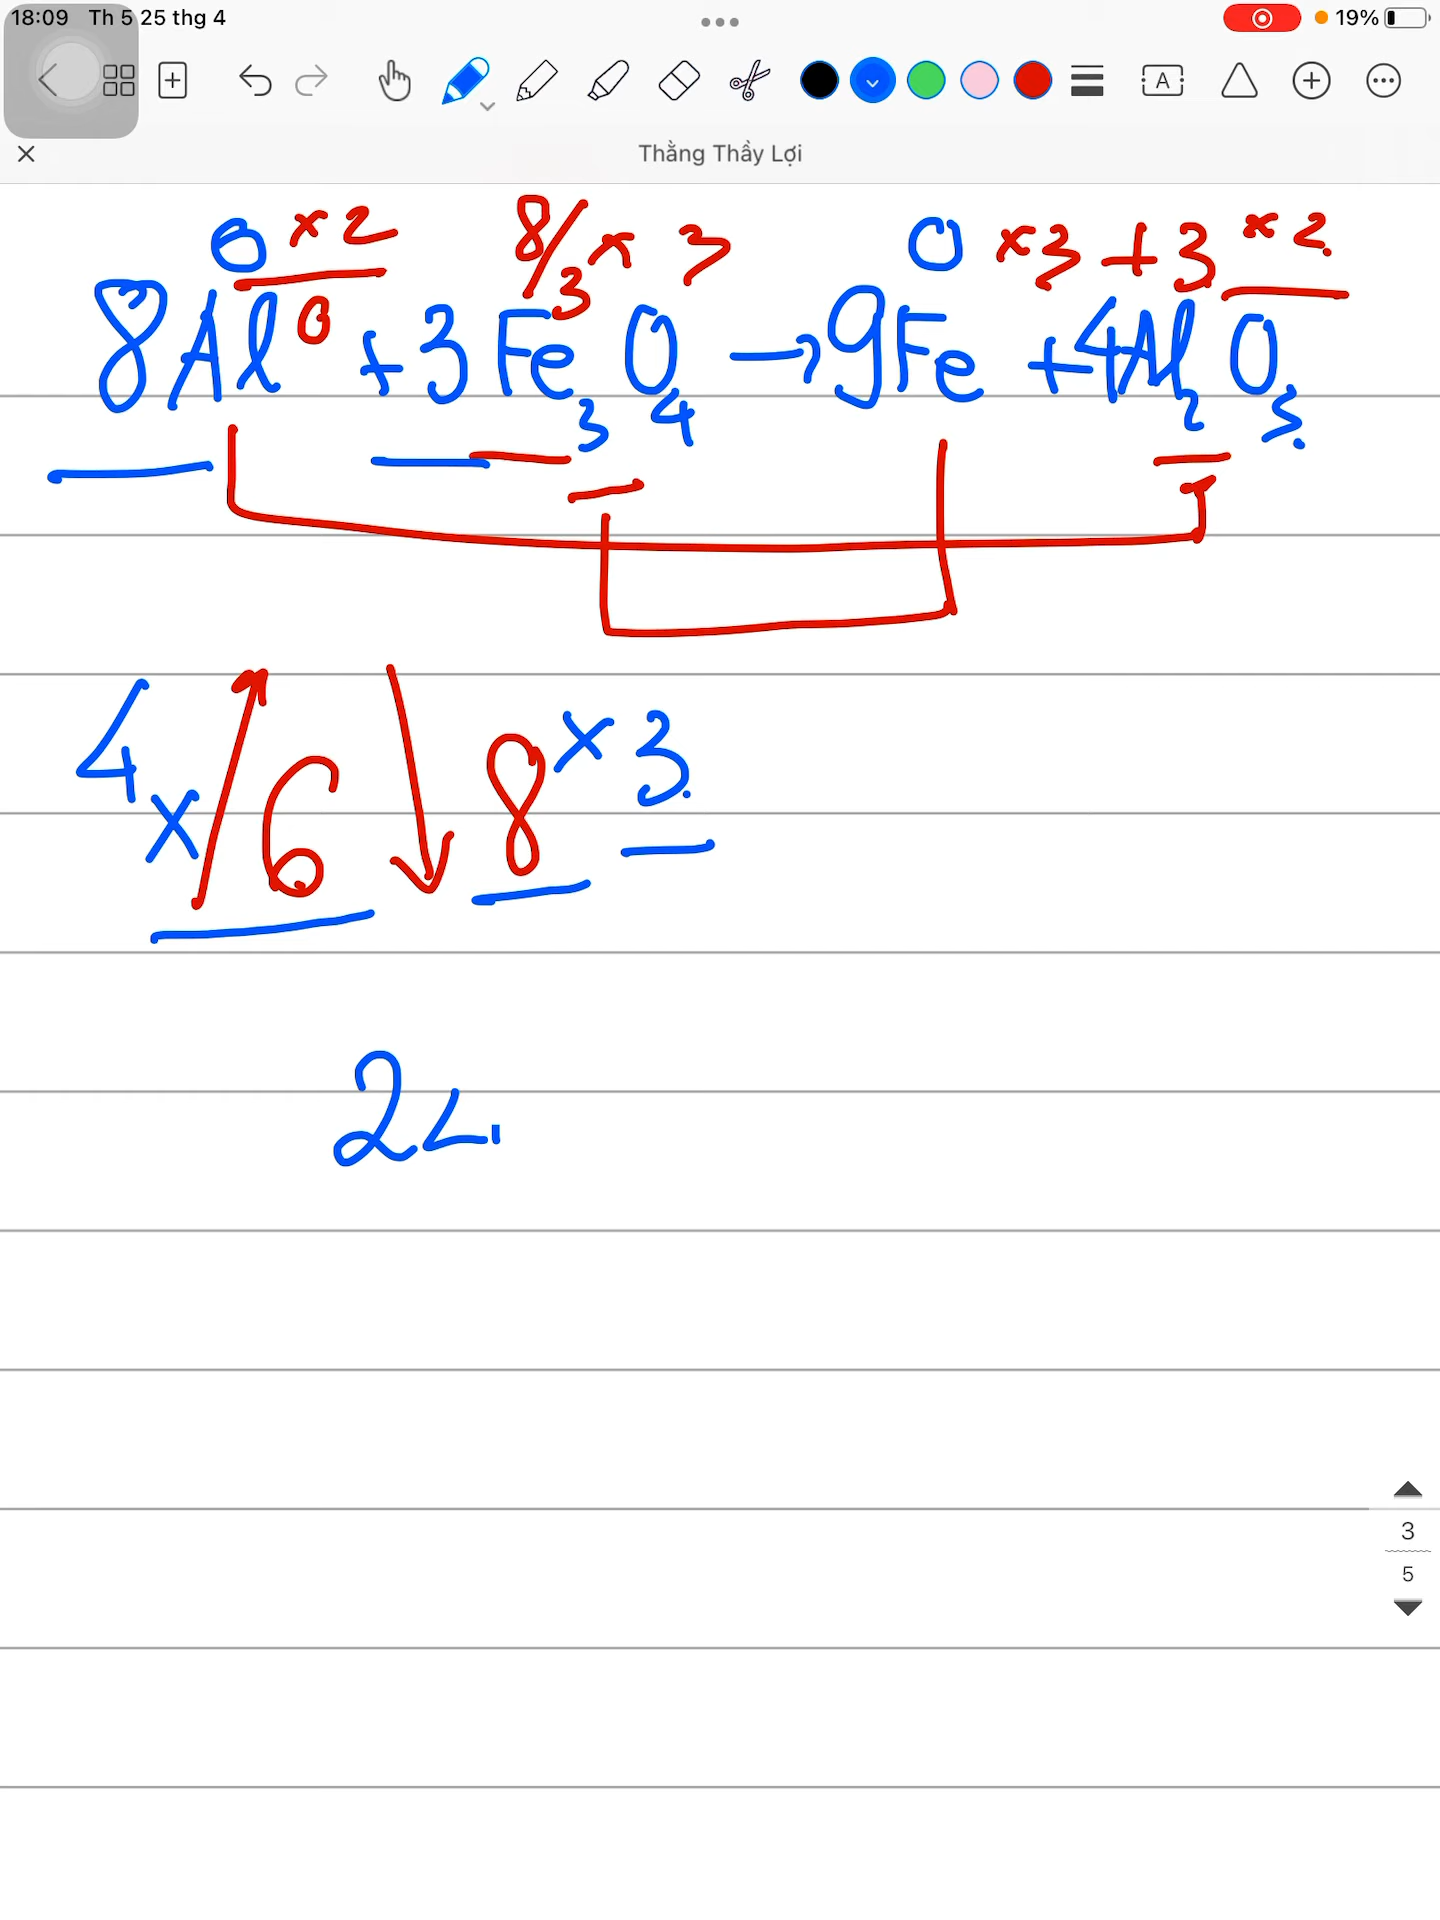 18:09 Th 5 25 thg 4
19%
A
Thằng Thầy Lợi
0 x 2 8/3 x 3 0 x 3 + 3 x 2
8Al⁰ + 3Fe₃O₄ → 9Fe + 4Al₂O₃
4 x 6 8 x 3
24
3
5